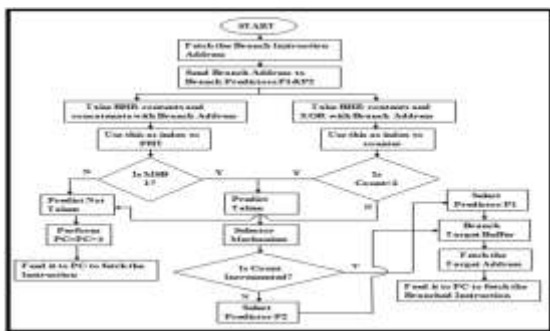 START
Fetch the Branch Instruction
Address
Send Branch Address to
Branch Predictors P1&P2
Take BHR contents and
concatenate with Branch Address
Take BHR contents and
XOR with Branch Address
Use this as index to
PHT
Use this as index to
counter
N
Is MSB
1?
Y
Y
Is
Count=
N
Predict Not
Taken
Predict
Taken
Select
Predictor P1
Perform
Selector
Mechanism
Branch
Target Buffer
Feed it to PC to fetch the
Instruction
Is Count
Incremented?
Y
N
Fetch the
Target Address
Select
Predictor P2
Feed it to PC to fetch the
Branched Instruction